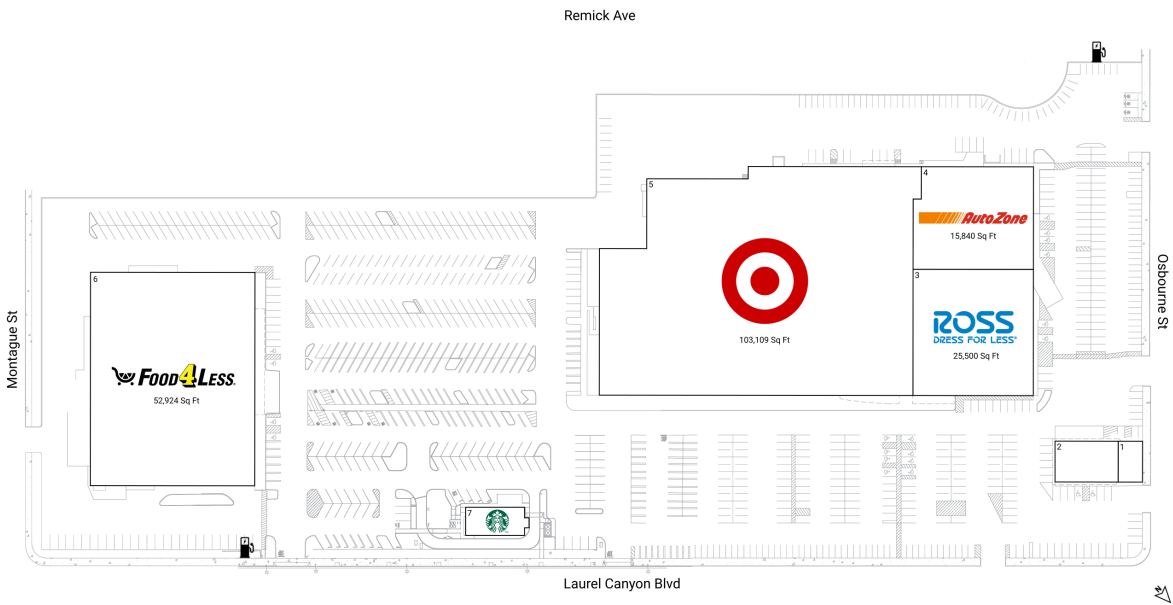 Remick Ave
5
4
AutoZone
15,840 Sq Ft
Osbourne St
6
3
ROSS
DRESS FOR LESS®
25,500 Sq Ft
103,109 Sq Ft
Montague St
FOOD4LESS.
52,924 Sq Ft
2
1
7
Laurel Canyon Blvd
N